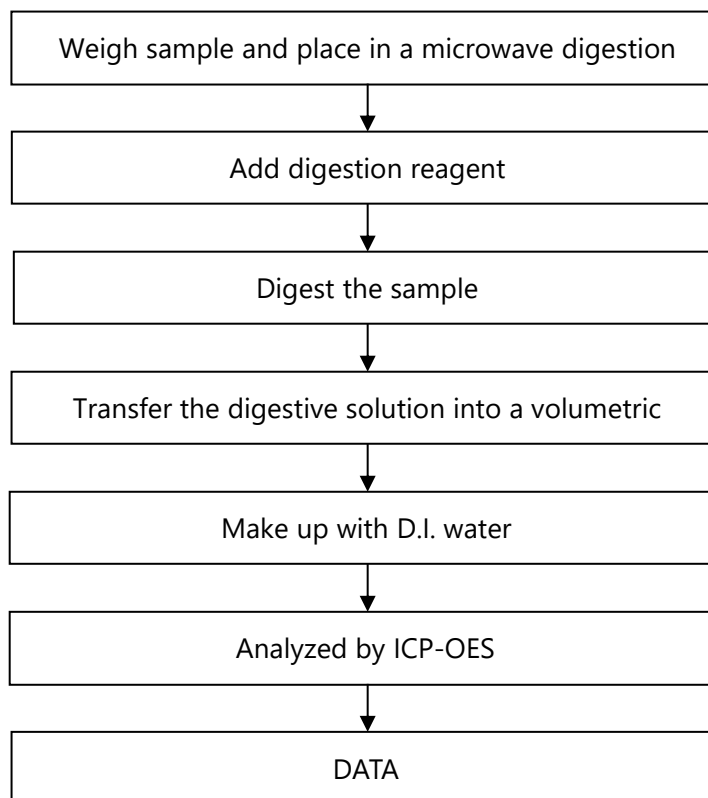 Weigh sample and place in a microwave digestion
Add digestion reagent
Digest the sample
Transfer the digestive solution into a volumetric
Make up with D.I. water
Analyzed by ICP-OES
DATA